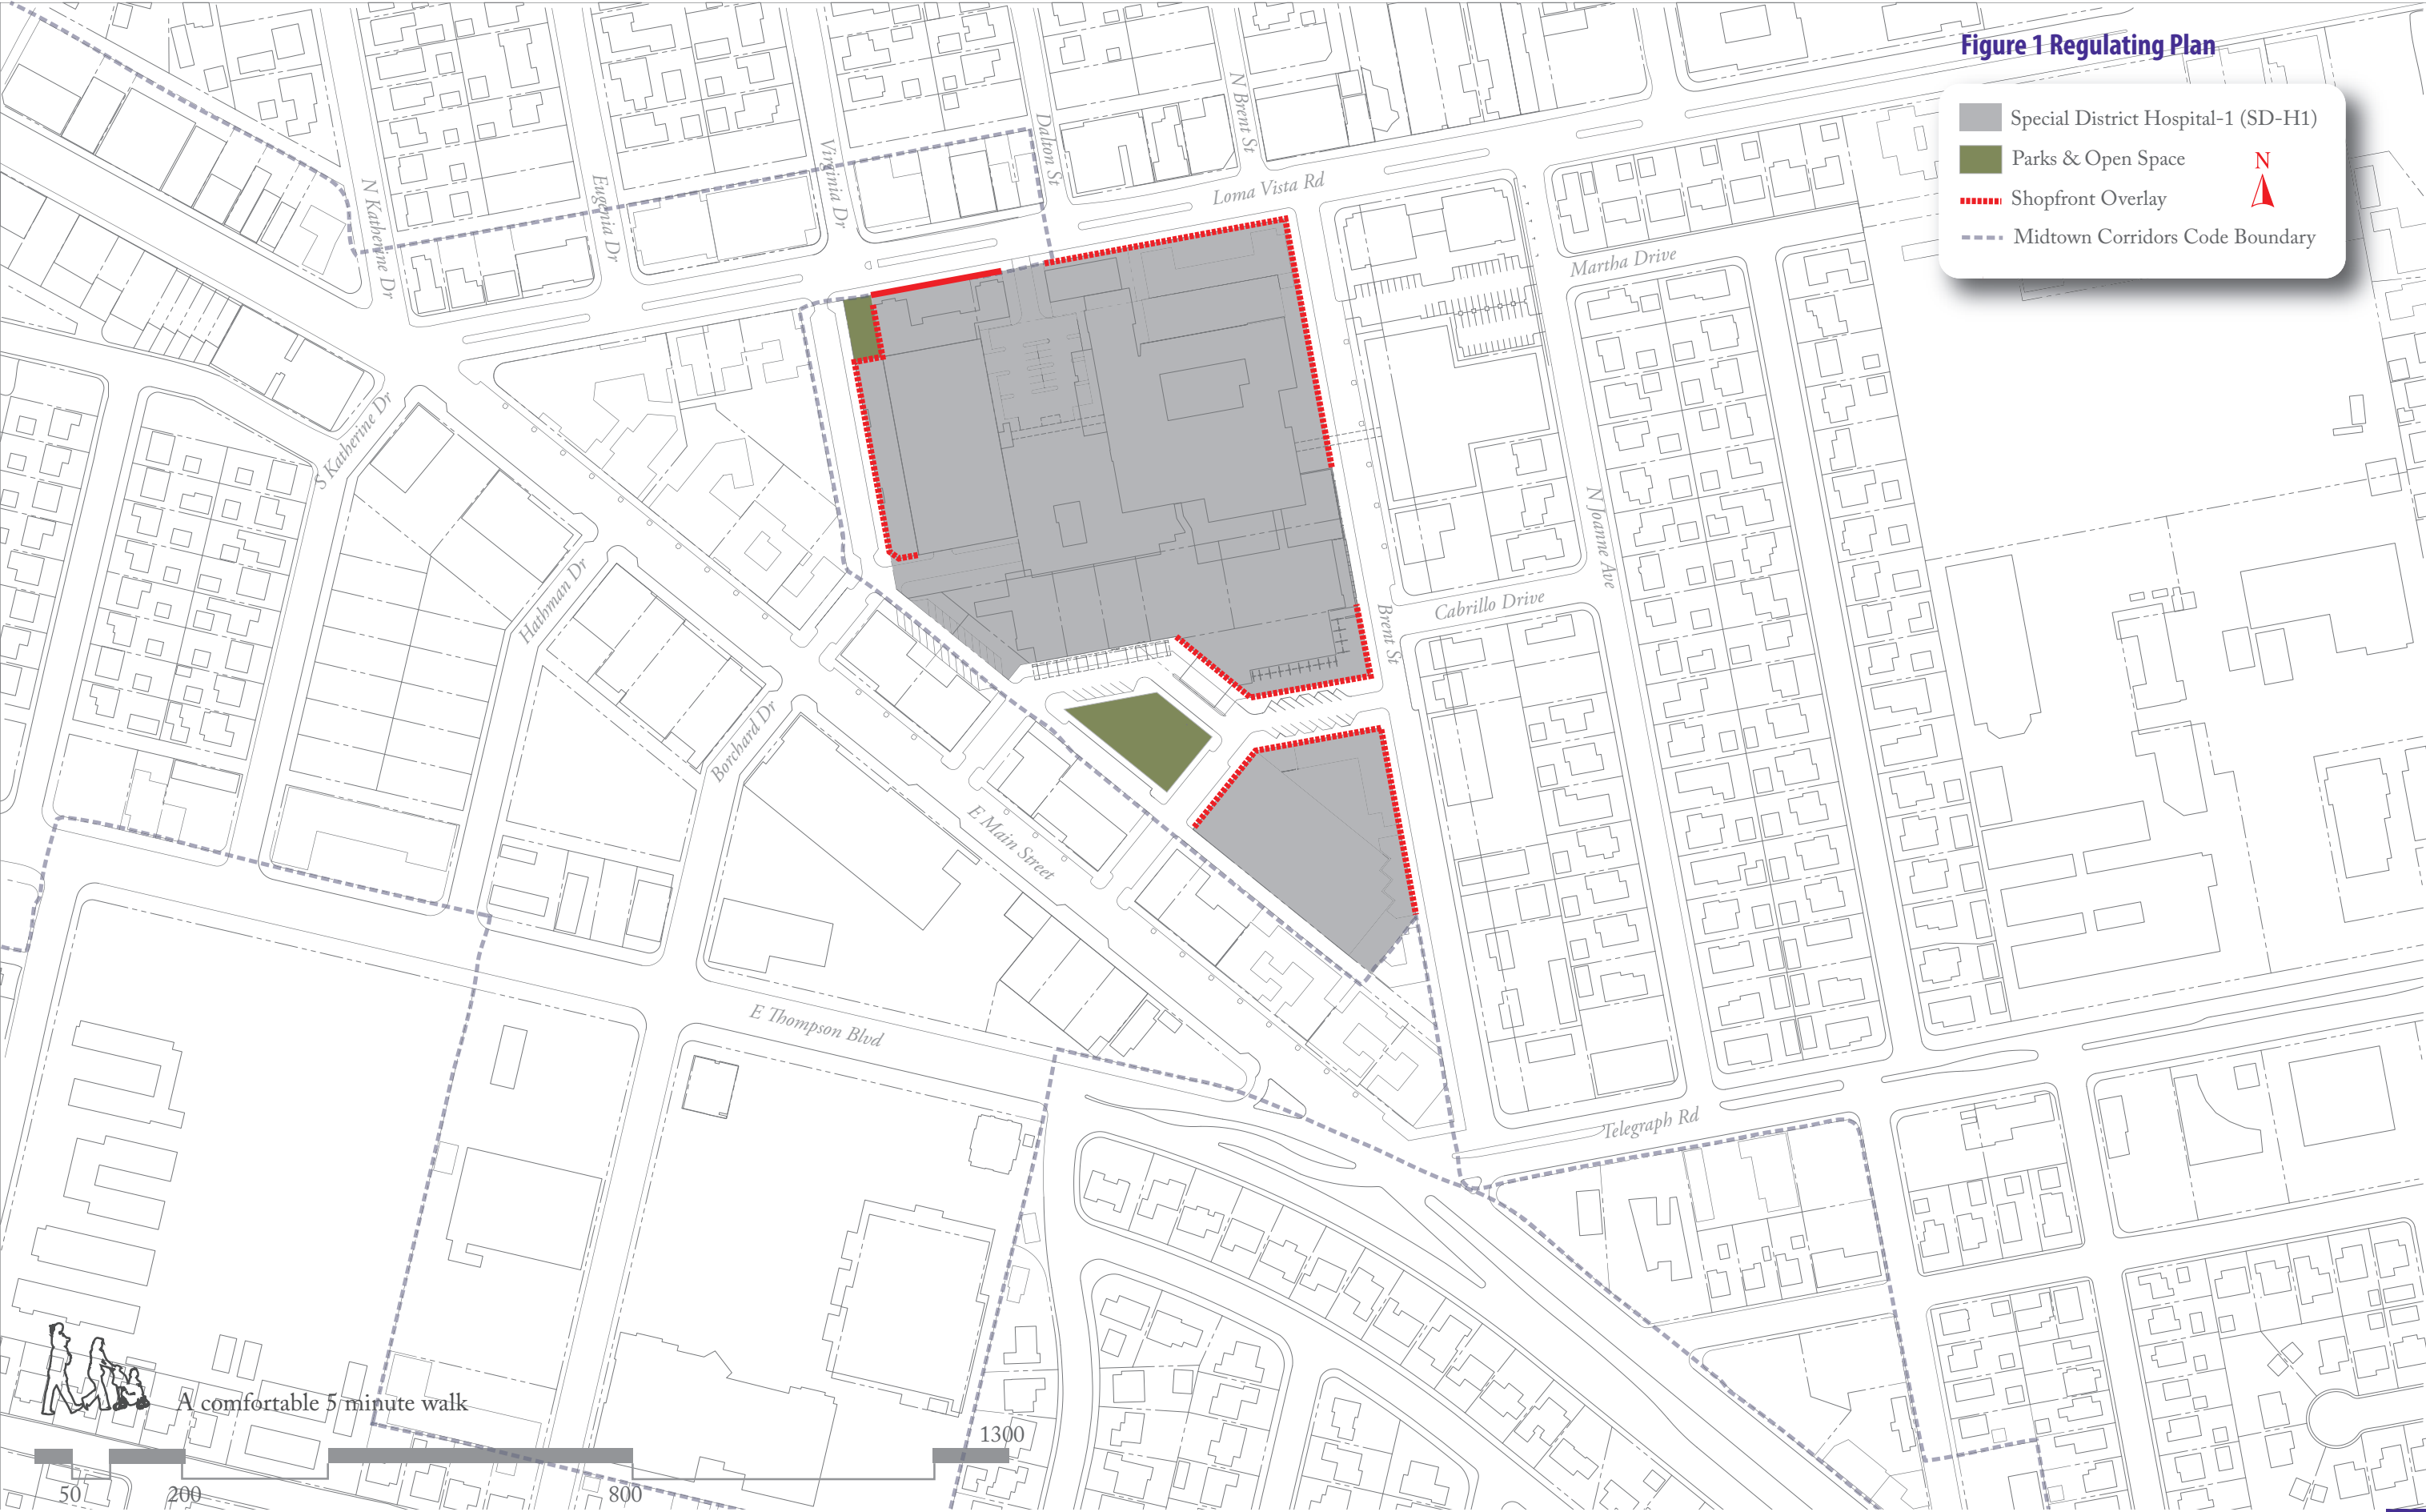 Figure 1 Regulating Plan
Special District Hospital-1 (SD-H1)
Parks & Open Space
N
Shopfront Overlay
Midtown Corridors Code Boundary
N Brent St
Dalton St
Virginia Dr
Eugenia Dr
N Katherine Dr
Loma Vista Rd
Martha Drive
S Katherine Dr
N Joanne Ave
Hathman Dr
Cabrillo Drive
Brent St
Borchard Dr
E Main Street
E Thompson Blvd
Telegraph Rd
A comfortable 5 minute walk
1300
50
200
800